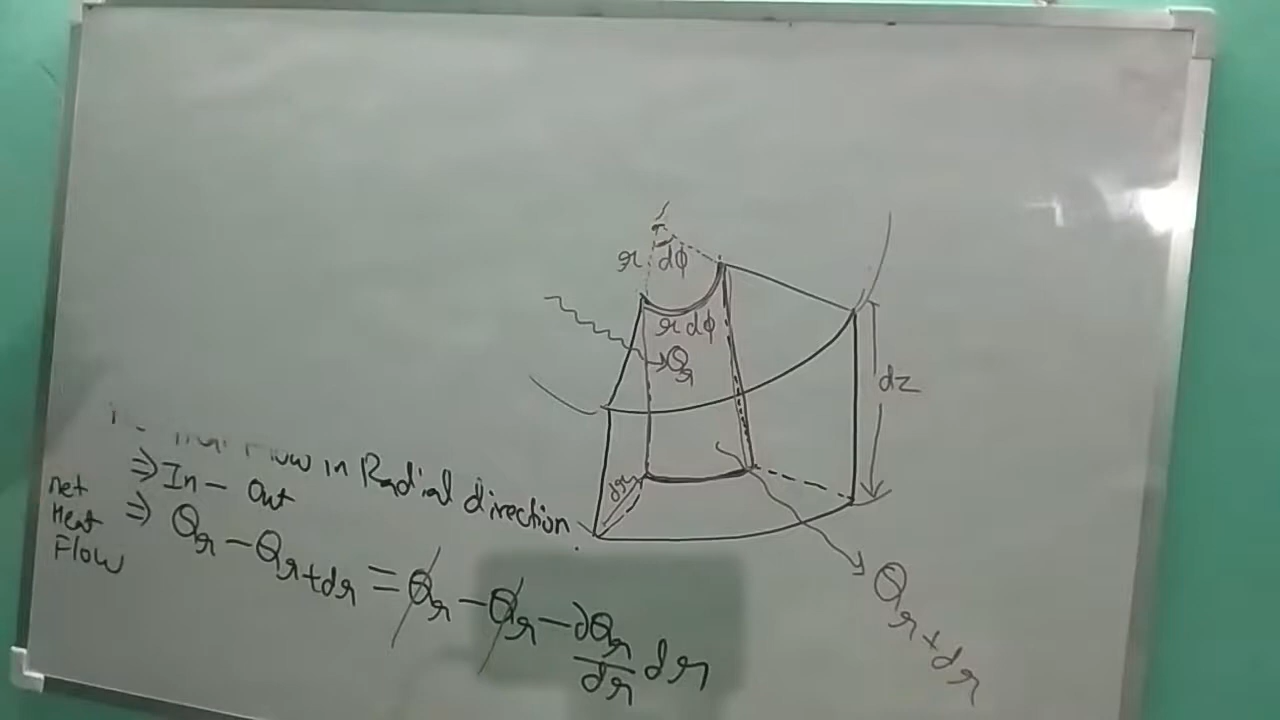 r dφ
r dφ
Qr
dz
dr
in Radial direction
⇒ In - Out
net Heat Flow ⇒ Qr - Qr+dr = Qr - Qr - ∂Qr/dr dr
Qr+dr